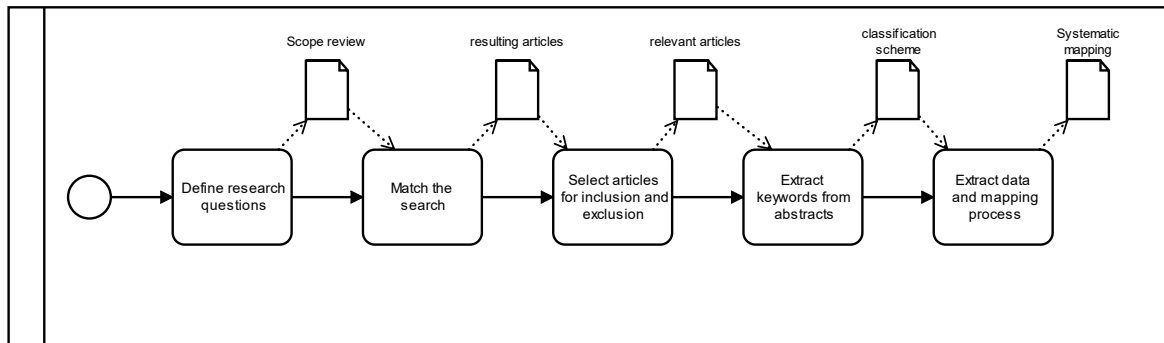 Scope review
resulting articles
relevant articles
classification
scheme
Systematic
mapping
Define research
questions
Match the
search
Select articles
for inclusion and
exclusion
Extract
keywords from
abstracts
Extract data
and mapping
process